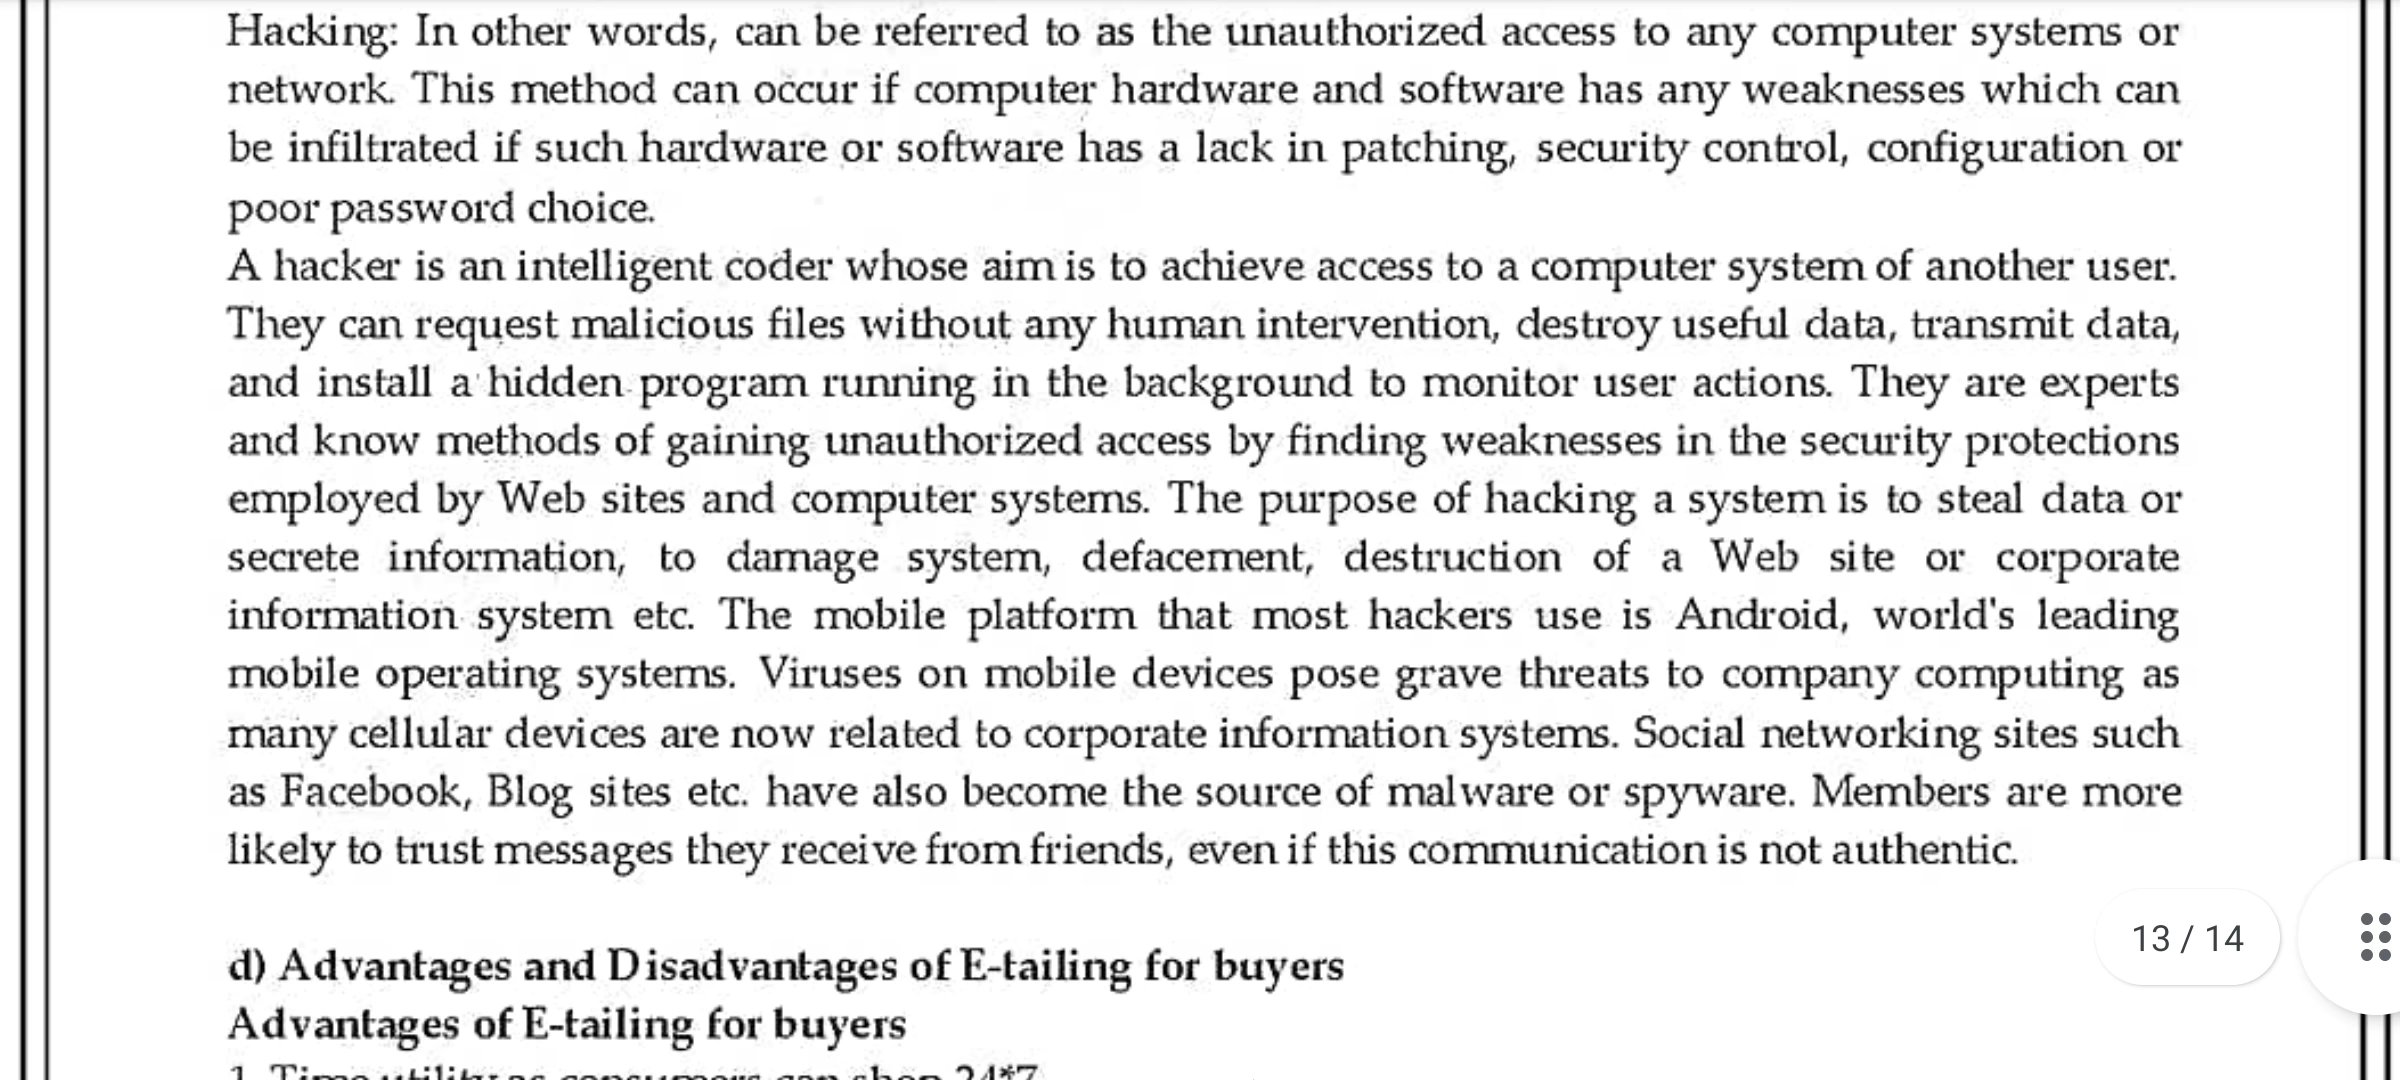 Hacking: In other words, can be referred to as the unauthorized access to any computer systems or
network. This method can occur if computer hardware and software has any weaknesses which can
be infiltrated if such hardware or software has a lack in patching, security control, configuration or
poor password choice.
A hacker is an intelligent coder whose aim is to achieve access to a computer system of another user.
They can request malicious files without any human intervention, destroy useful data, transmit data,
and install a hidden program running in the background to monitor user actions. They are experts
and know methods of gaining unauthorized access by finding weaknesses in the security protections
employed by Web sites and computer systems. The purpose of hacking a system is to steal data or
secrete information, to damage system, defacement, destruction of a Web site or corporate
information system etc. The mobile platform that most hackers use is Android, world's leading
mobile operating systems. Viruses on mobile devices pose grave threats to company computing as
many cellular devices are now related to corporate information systems. Social networking sites such
as Facebook, Blog sites etc. have also become the source of malware or spyware. Members are more
likely to trust messages they receive from friends, even if this communication is not authentic.
13 / 14
d) Advantages and Disadvantages of E-tailing for buyers
Advantages of E-tailing for buyers
1. Time utility as consumers can shop 24*7